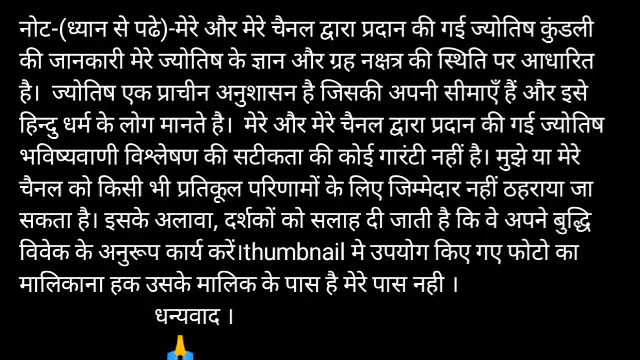 नोट-(ध्यान से पढे)-मेरे और मेरे चैनल द्वारा प्रदान की गई ज्योतिष कुंडली
की जानकारी मेरे ज्योतिष के ज्ञान और ग्रह नक्षत्र की स्थिति पर आधारित
है। ज्योतिष एक प्राचीन अनुशासन है जिसकी अपनी सीमाएँ हैं और इसे
हिन्दु धर्म के लोग मानते है। मेरे और मेरे चैनल द्वारा प्रदान की गई ज्योतिष
भविष्यवाणी विश्लेषण की सटीकता की कोई गारंटी नहीं है। मुझे या मेरे
चैनल को किसी भी प्रतिकूल परिणामों के लिए जिम्मेदार नहीं ठहराया जा
सकता है। इसके अलावा, दर्शकों को सलाह दी जाती है कि वे अपने बुद्धि
विवेक के अनुरूप कार्य करें।thumbnail मे उपयोग किए गए फोटो का
मालिकाना हक उसके मालिक के पास है मेरे पास नही ।
धन्यवाद ।
🙏